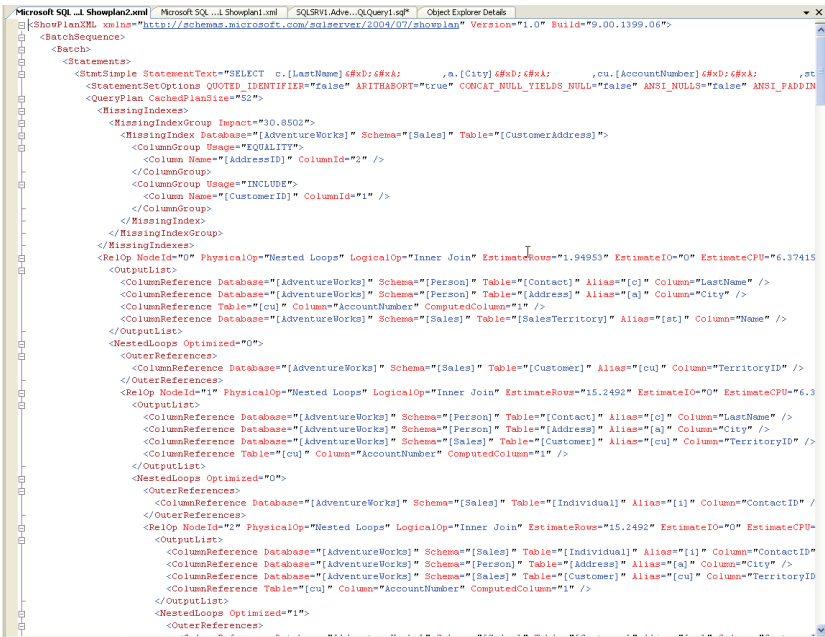 Microsoft SQL ...L Showplan2.xml Microsoft SQL ...L Showplan1.xml SQLSRV1.Adve...QLQuery1.sql* Object Explorer Details
<ShowPlanXML xmlns="http://schemas.microsoft.com/sqlserver/2004/07/showplan" Version="1.0" Build="9.00.1399.06">
<BatchSequence>
<Batch>
<Statements>
<StmtSimple StatementText="SELECT c.[LastName]&#xD;&#xA; ,a.[City]&#xD;&#xA; ,cu.[AccountNumber]&#xD;&#xA; ,st
<StatementSetOptions QUOTED_IDENTIFIER="false" ARITHABORT="true" CONCAT_NULL_YIELDS_NULL="false" ANSI_NULLS="false" ANSI_PADDIN
<QueryPlan CachedPlanSize="52">
<MissingIndexes>
<MissingIndexGroup Impact="30.8502">
<MissingIndex Database="[AdventureWorks]" Schema="[Sales]" Table="[CustomerAddress]">
<ColumnGroup Usage="EQUALITY">
<Column Name="[AddressID]" ColumnId="2" />
</ColumnGroup>
<ColumnGroup Usage="INCLUDE">
<Column Name="[CustomerID]" ColumnId="1" />
</ColumnGroup>
</MissingIndex>
</MissingIndexGroup>
</MissingIndexes>
<RelOp NodeId="0" PhysicalOp="Nested Loops" LogicalOp="Inner Join" EstimateRows="1.94953" EstimateIO="0" EstimateCPU="6.37415
<OutputList>
<ColumnReference Database="[AdventureWorks]" Schema="[Person]" Table="[Contact]" Alias="[c]" Column="LastName" />
<ColumnReference Database="[AdventureWorks]" Schema="[Person]" Table="[Address]" Alias="[a]" Column="City" />
<ColumnReference Table="[cu]" Column="AccountNumber" ComputedColumn="1" />
<ColumnReference Database="[AdventureWorks]" Schema="[Sales]" Table="[SalesTerritory]" Alias="[st]" Column="Name" />
</OutputList>
<NestedLoops Optimized="0">
<OuterReferences>
<ColumnReference Database="[AdventureWorks]" Schema="[Sales]" Table="[Customer]" Alias="[cu]" Column="TerritoryID" />
</OuterReferences>
<RelOp NodeId="1" PhysicalOp="Nested Loops" LogicalOp="Inner Join" EstimateRows="15.2492" EstimateIO="0" EstimateCPU="6.3
<OutputList>
<ColumnReference Database="[AdventureWorks]" Schema="[Person]" Table="[Contact]" Alias="[c]" Column="LastName" />
<ColumnReference Database="[AdventureWorks]" Schema="[Person]" Table="[Address]" Alias="[a]" Column="City" />
<ColumnReference Database="[AdventureWorks]" Schema="[Sales]" Table="[Customer]" Alias="[cu]" Column="TerritoryID" />
<ColumnReference Table="[cu]" Column="AccountNumber" ComputedColumn="1" />
</OutputList>
<NestedLoops Optimized="0">
<OuterReferences>
<ColumnReference Database="[AdventureWorks]" Schema="[Sales]" Table="[Individual]" Alias="[i]" Column="ContactID" /
</OuterReferences>
<RelOp NodeId="2" PhysicalOp="Nested Loops" LogicalOp="Inner Join" EstimateRows="15.2492" EstimateIO="0" EstimateCPU=
<OutputList>
<ColumnReference Database="[AdventureWorks]" Schema="[Sales]" Table="[Individual]" Alias="[i]" Column="ContactID"
<ColumnReference Database="[AdventureWorks]" Schema="[Person]" Table="[Address]" Alias="[a]" Column="City" />
<ColumnReference Database="[AdventureWorks]" Schema="[Sales]" Table="[Customer]" Alias="[cu]" Column="TerritoryID
<ColumnReference Table="[cu]" Column="AccountNumber" ComputedColumn="1" />
</OutputList>
<NestedLoops Optimized="1">
<OuterReferences>